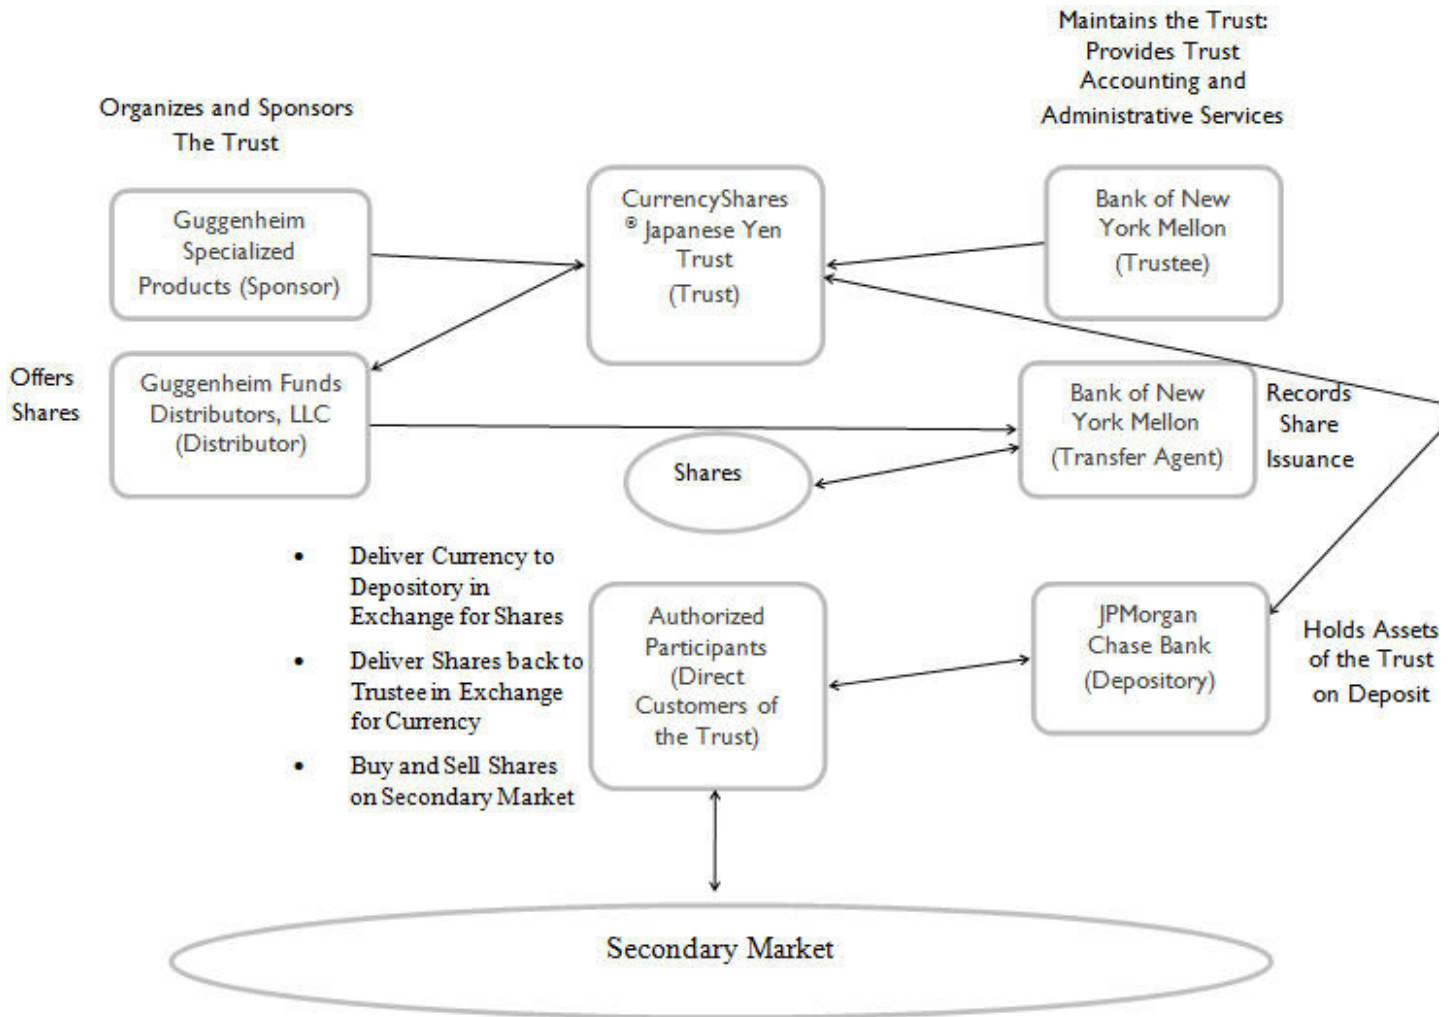 Maintains the Trust:
Provides Trust
Accounting and
Administrative Services
Organizes and Sponsors
The Trust
Guggenheim
Specialized
Products (Sponsor)
CurrencyShares
® Japanese Yen
Trust
(Trust)
Bank of New
York Mellon
(Trustee)
Offers
Shares
Guggenheim Funds
Distributors, LLC
(Distributor)
Bank of New
York Mellon
(Transfer Agent)
Records
Share
Issuance
Shares
• Deliver Currency to
Depository in
Exchange for Shares
• Deliver Shares back to
Trustee in Exchange
for Currency
• Buy and Sell Shares
on Secondary Market
Authorized
Participants
(Direct
Customers of
the Trust)
JPMorgan
Chase Bank
(Depository)
Holds Assets
of the Trust
on Deposit
Secondary Market